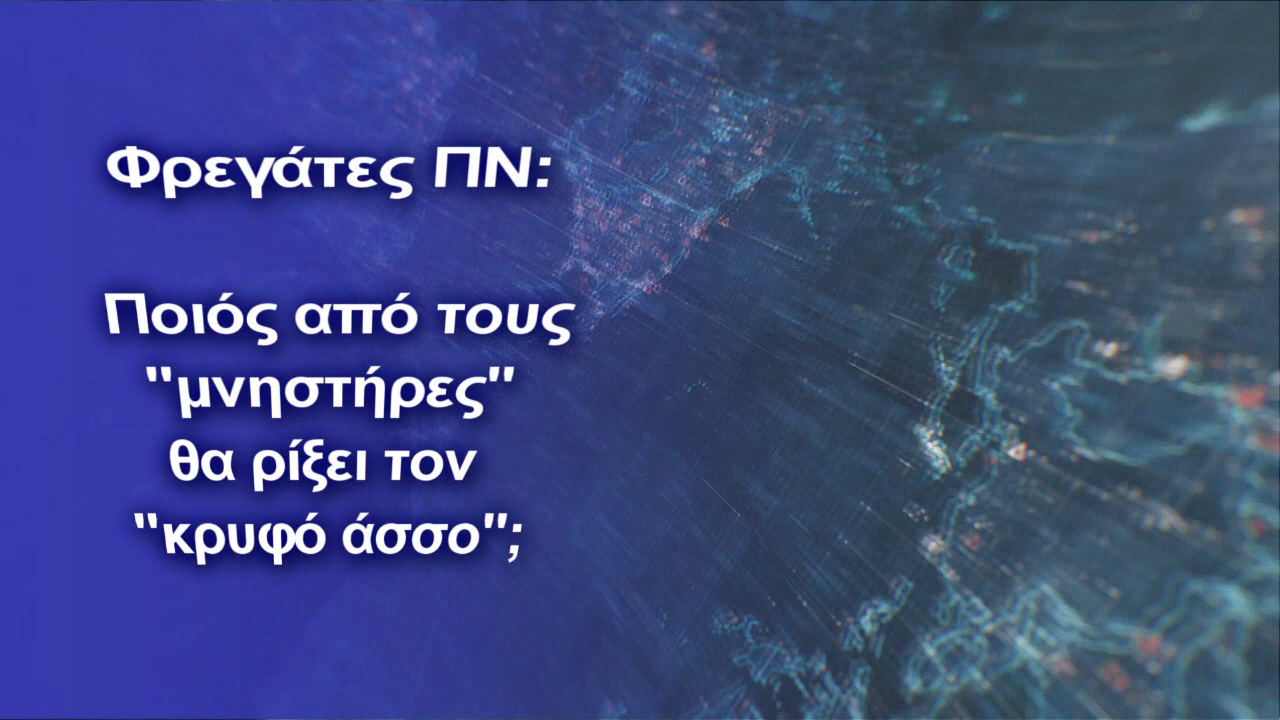 Φρεγάτες ΠΝ:
Ποιός από τους
"μνηστήρες"
θα ρίξει τον
"κρυφό άσσο";